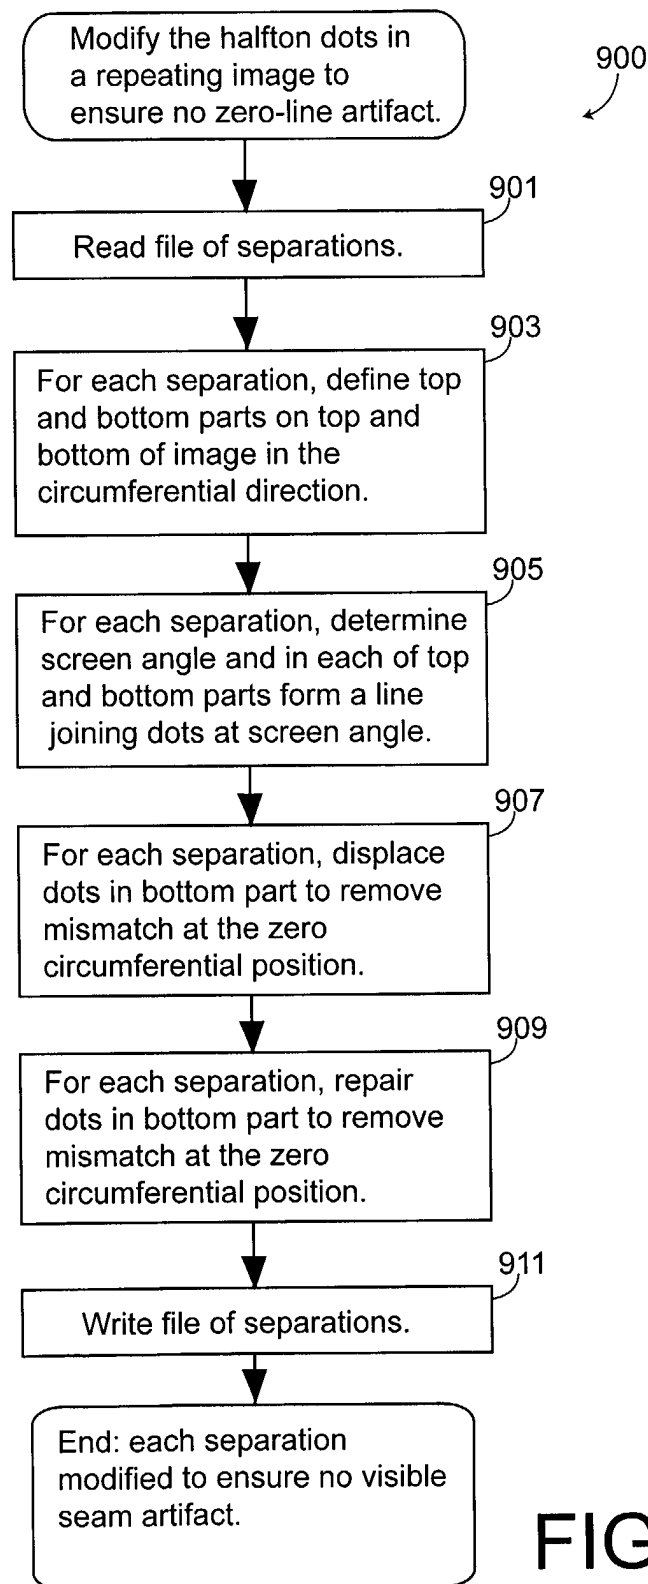 Modify the halfton dots in
a repeating image to
ensure no zero-line artifact.
900
901
Read file of separations.
903
For each separation, define top
and bottom parts on top and
bottom of image in the
circumferential direction.
905
For each separation, determine
screen angle and in each of top
and bottom parts form a line
joining dots at screen angle.
907
For each separation, displace
dots in bottom part to remove
mismatch at the zero
circumferential position.
909
For each separation, repair
dots in bottom part to remove
mismatch at the zero
circumferential position.
911
Write file of separations.
End: each separation
modified to ensure no visible
seam artifact.
FIG